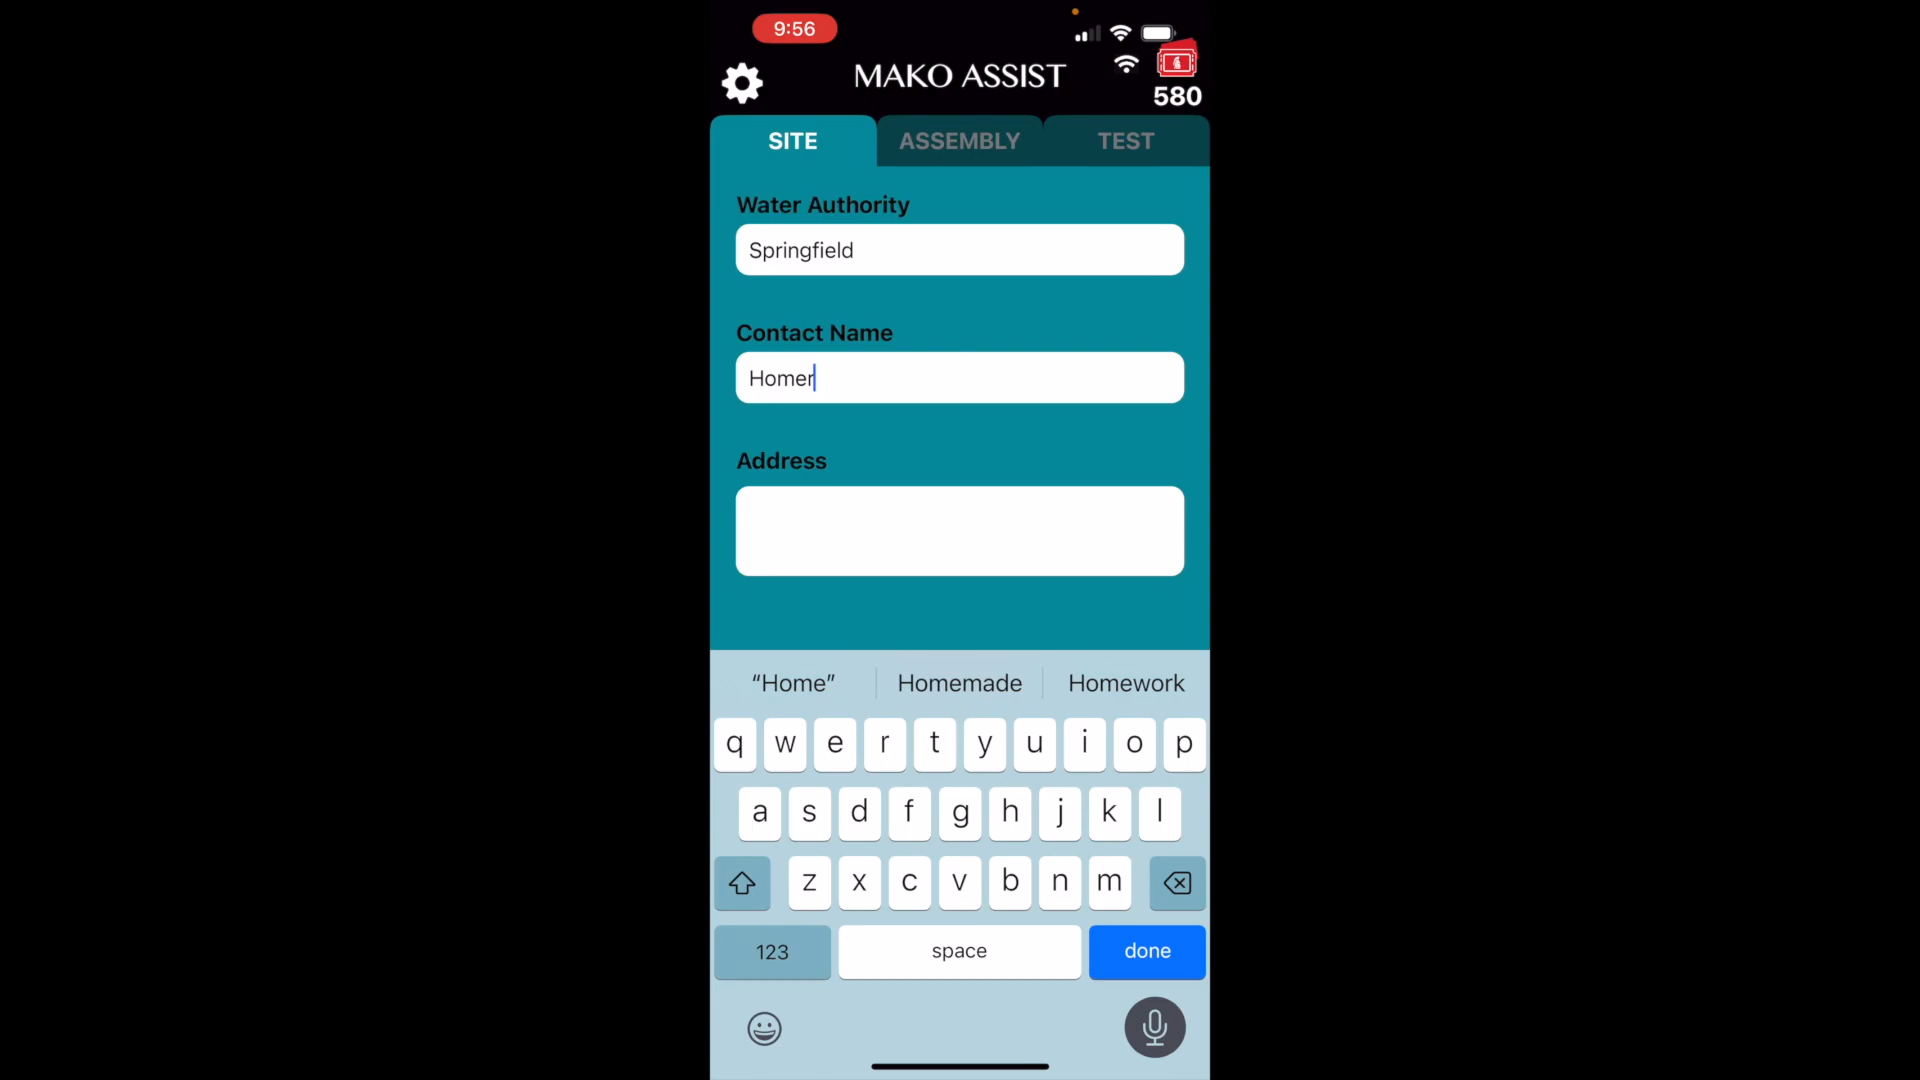 9:56
MAKO ASSIST
580
SITE ASSEMBLY TEST
Water Authority
Springfield
Contact Name
Homer
Address
“Home” Homemade Homework
q w e r t y u i o p
a s d f g h j k l
z x c v b n m
123 space done